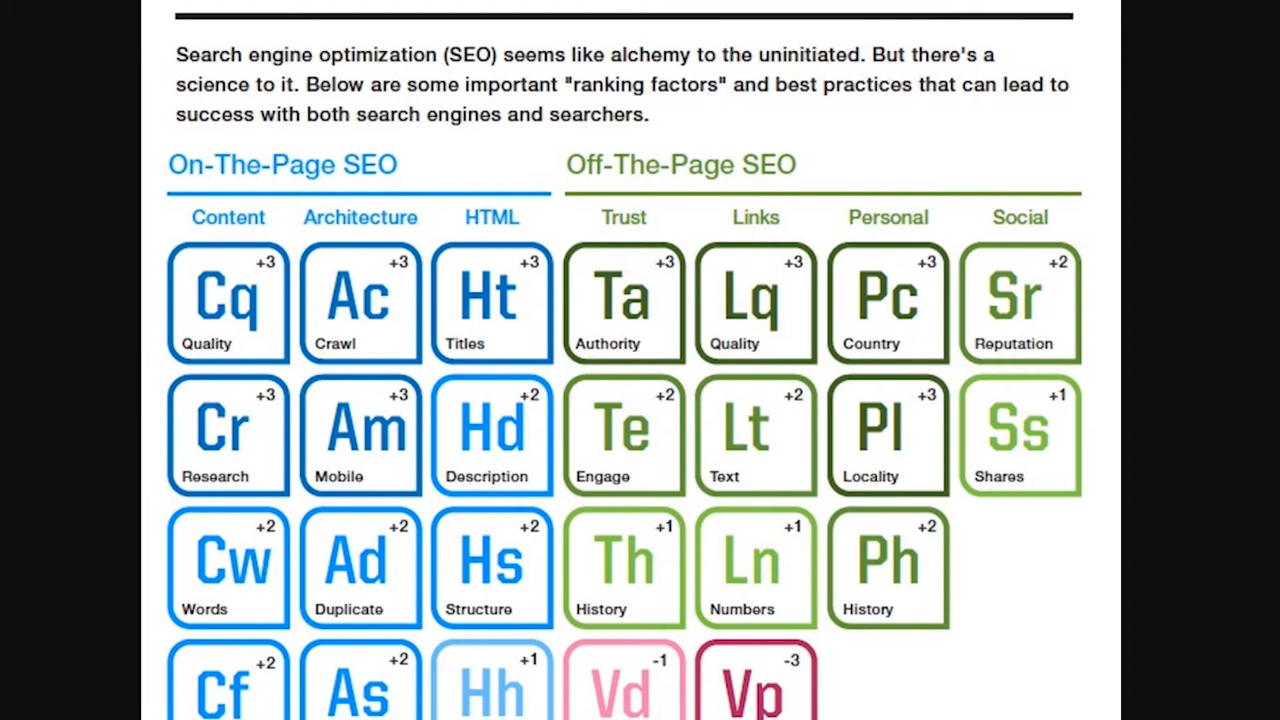 Search engine optimization (SEO) seems like alchemy to the uninitiated. But there's a
science to it. Below are some important "ranking factors" and best practices that can lead to
success with both search engines and searchers.
On-The-Page SEO Off-The-Page SEO
Content Architecture HTML Trust Links Personal Social
+3 +3 +3 +3 +3 +3 +2
Cq Ac Ht Ta Lq Pc Sr
Quality Crawl Titles Authority Quality Country Reputation
+3 +3 +2 +2 +2 +3 +1
Cr Am Hd Te Lt Pl Ss
Research Mobile Description Engage Text Locality Shares
+2 +2 +2 +1 +1 +2
Cw Ad Hs Th Ln Ph
Words Duplicate Structure History Numbers History
+2 +2 +1 -1 -3
Cf As Hh Vd Vp